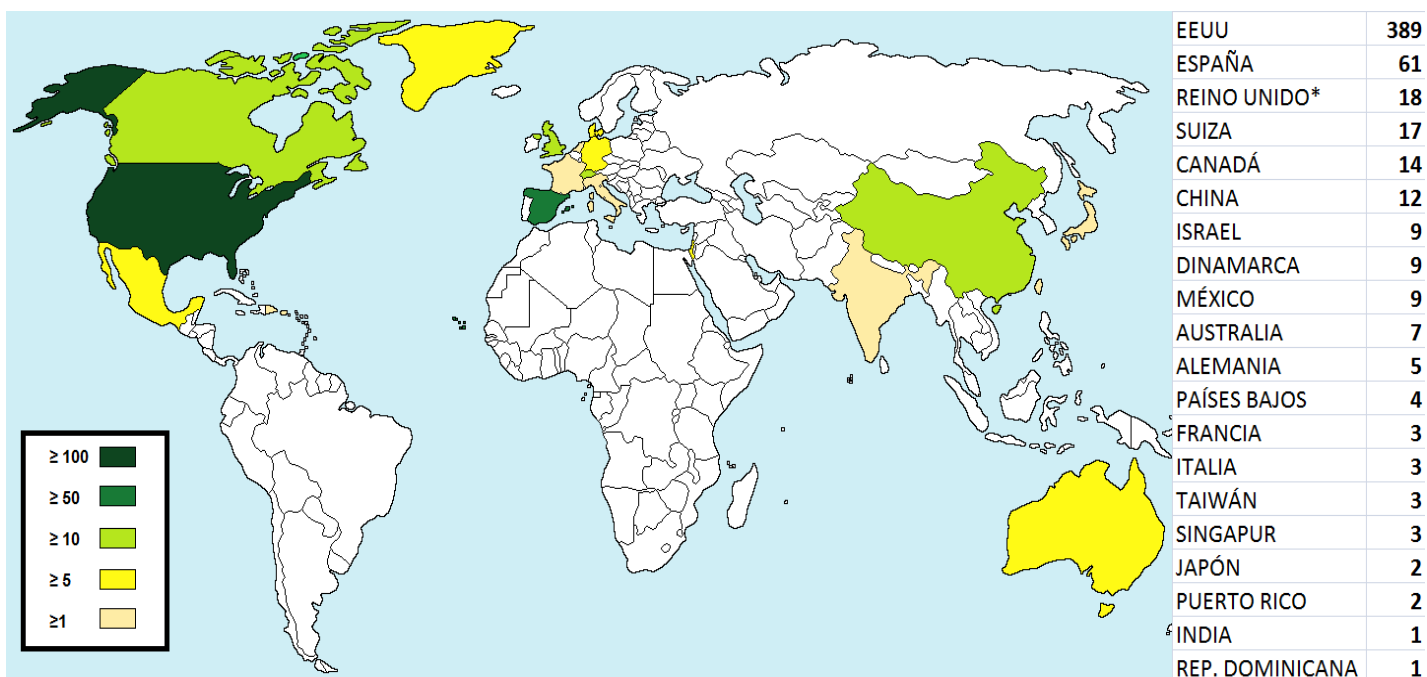 EEUU 389
ESPAÑA 61
REINO UNIDO* 18
SUIZA 17
CANADÁ 14
CHINA 12
ISRAEL 9
DINAMARCA 9
MÉXICO 9
AUSTRALIA 7
ALEMANIA 5
PAÍSES BAJOS 4
FRANCIA 3
ITALIA 3
TAIWÁN 3
SINGAPUR 3
JAPÓN 2
PUERTO RICO 2
INDIA 1
REP. DOMINICANA 1
≥ 100
≥ 50
≥ 10
≥ 5
≥1